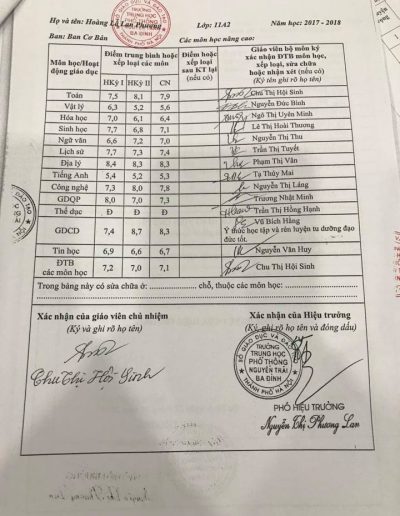 Họ và tên: Hoàng Lê Lan Phương Lớp: 11A2 Năm học: 2017 - 2018
Ban: Ban Cơ Bản Các môn học nâng cao:
Môn học/Hoạt động giáo dục
Điểm trung bình hoặc xếp loại các môn
HKỳ I HKỳ II CN
Điểm hoặc xếp loại sau KT lại (nếu có)
Giáo viên bộ môn ký xác nhận ĐTB môn học, xếp loại, sửa chữa hoặc nhận xét (nếu có)
(Ký tên ghi rõ họ tên)
Toán 7,5 8,1 7,9 Chu Thị Hội Sinh
Vật lý 6,3 5,2 5,6 Nguyễn Đức Bình
Hóa học 7,0 6,1 6,4 Ngô Thị Uyên Minh
Sinh học 7,7 6,8 7,1 Lê Thị Hoài Thương
Ngữ văn 6,6 7,2 7,0 Nguyễn Thị Thu
Lịch sử 7,7 7,3 7,4 Trần Thị Tuyết
Địa lý 8,4 8,3 8,3 Phạm Thị Vân
Tiếng Anh 5,4 5,2 5,3 Tạ Thúy Mai
Công nghệ 7,3 8,0 7,8 Nguyễn Thị Láng
GDQP 8,0 7,0 7,3 Trương Nhật Minh
Thể dục Đ Đ Đ Trần Thị Hồng Hạnh
GDCD 7,4 8,7 8,3 Vũ Bích Hằng
Ý thức học tập và rèn luyện tu dưỡng đạo đức tốt.
Tin học 6,9 6,6 6,7 Nguyễn Văn Huy
ĐTB các môn học 7,2 7,0 7,1 Chu Thị Hội Sinh
Trong bảng này có sửa chữa ở: chỗ, thuộc các môn học:
Xác nhận của giáo viên chủ nhiệm
(Ký và ghi rõ họ tên)
Chu Thị Hội Sinh
Xác nhận của Hiệu trưởng
(Ký, ghi rõ họ tên và đóng dấu)
SỞ GIÁO DỤC VÀ ĐÀO TẠO
TRƯỜNG
TRUNG HỌC
PHỔ THÔNG
NGUYỄN TRÃI
BA ĐÌNH
THÀNH PHỐ HÀ NỘI
PHÓ HIỆU TRƯỞNG
Nguyễn Thị Phương Lan